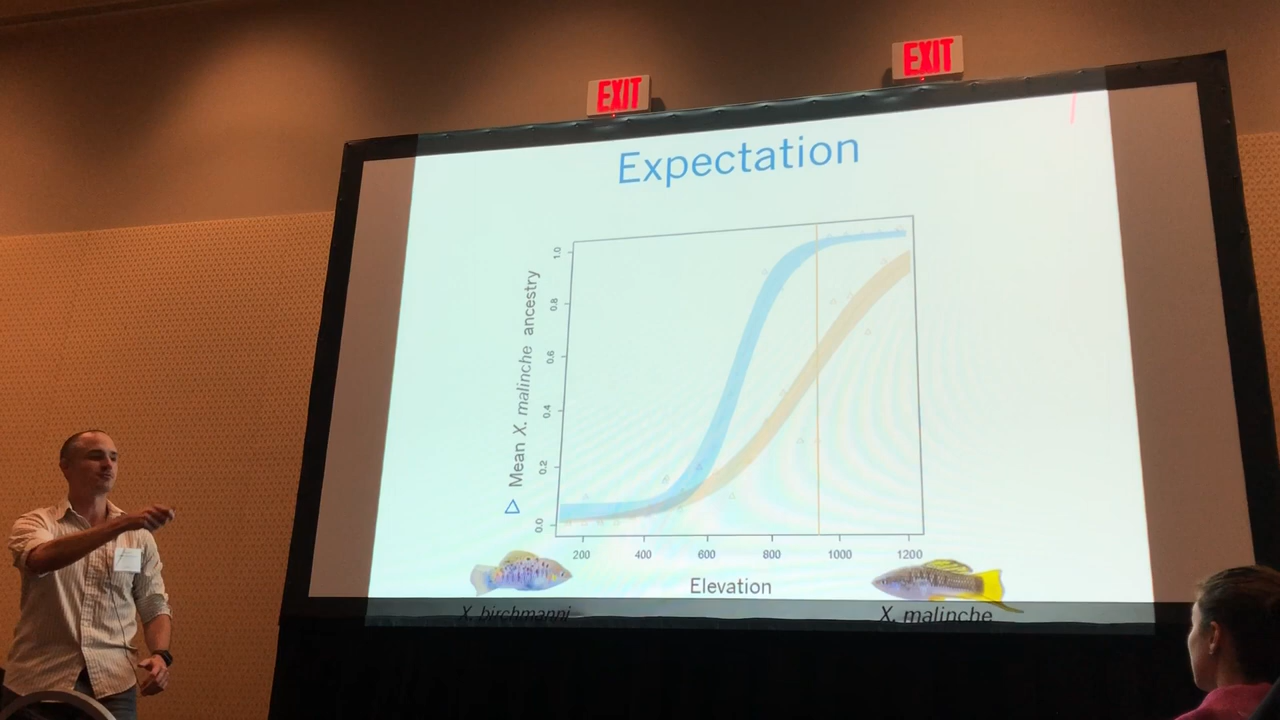 EXIT
EXIT
Expectation
Mean X. malinche ancestry
1.0
0.8
0.6
0.4
0.2
0.0
200 400 600 800 1000 1200
Elevation
X. birchmanni
X. malinche